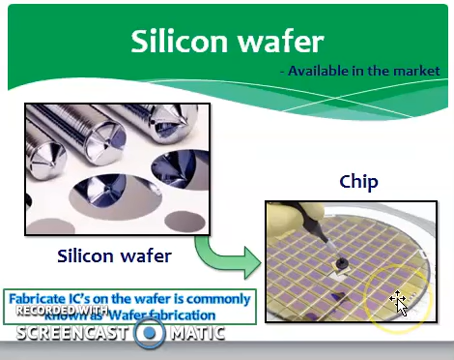 Silicon wafer
- Available in the market
Chip
Silicon wafer
Fabricate IC's on the wafer is commonly
known as 'Wafer fabrication
RECORDED WITH
SCREENCAST MATIC